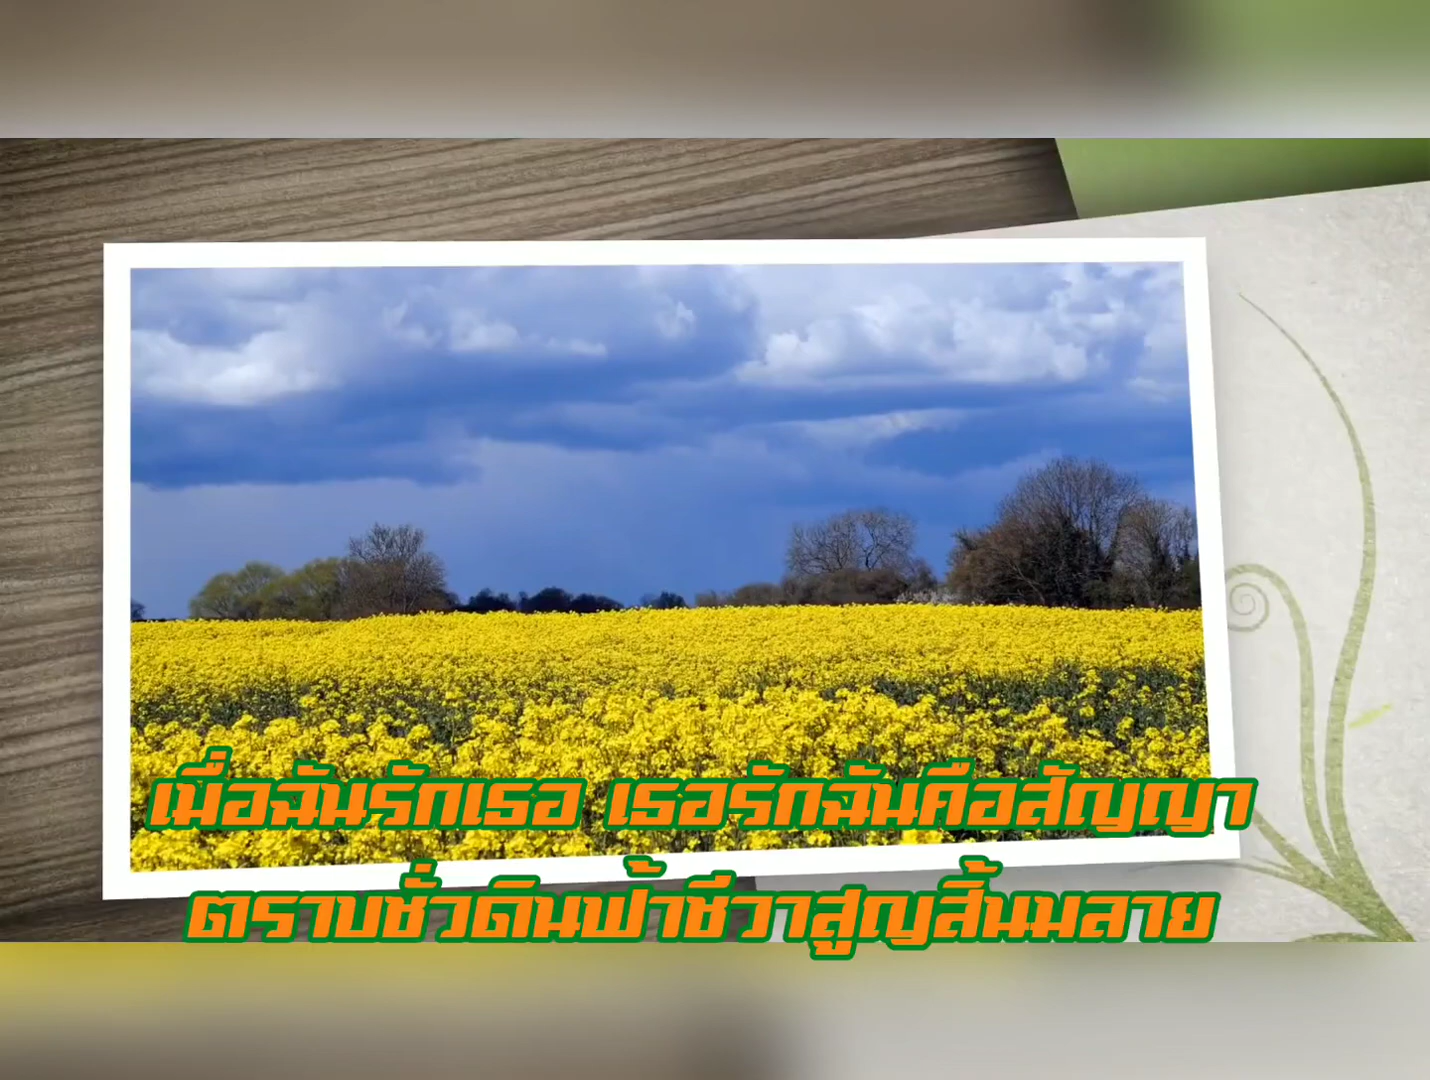 เมื่อฉันรักเธอ เธอรักฉันคือสัญญา
ตราบชั่วดินฟ้าชีวาสูญสิ้นมลาย